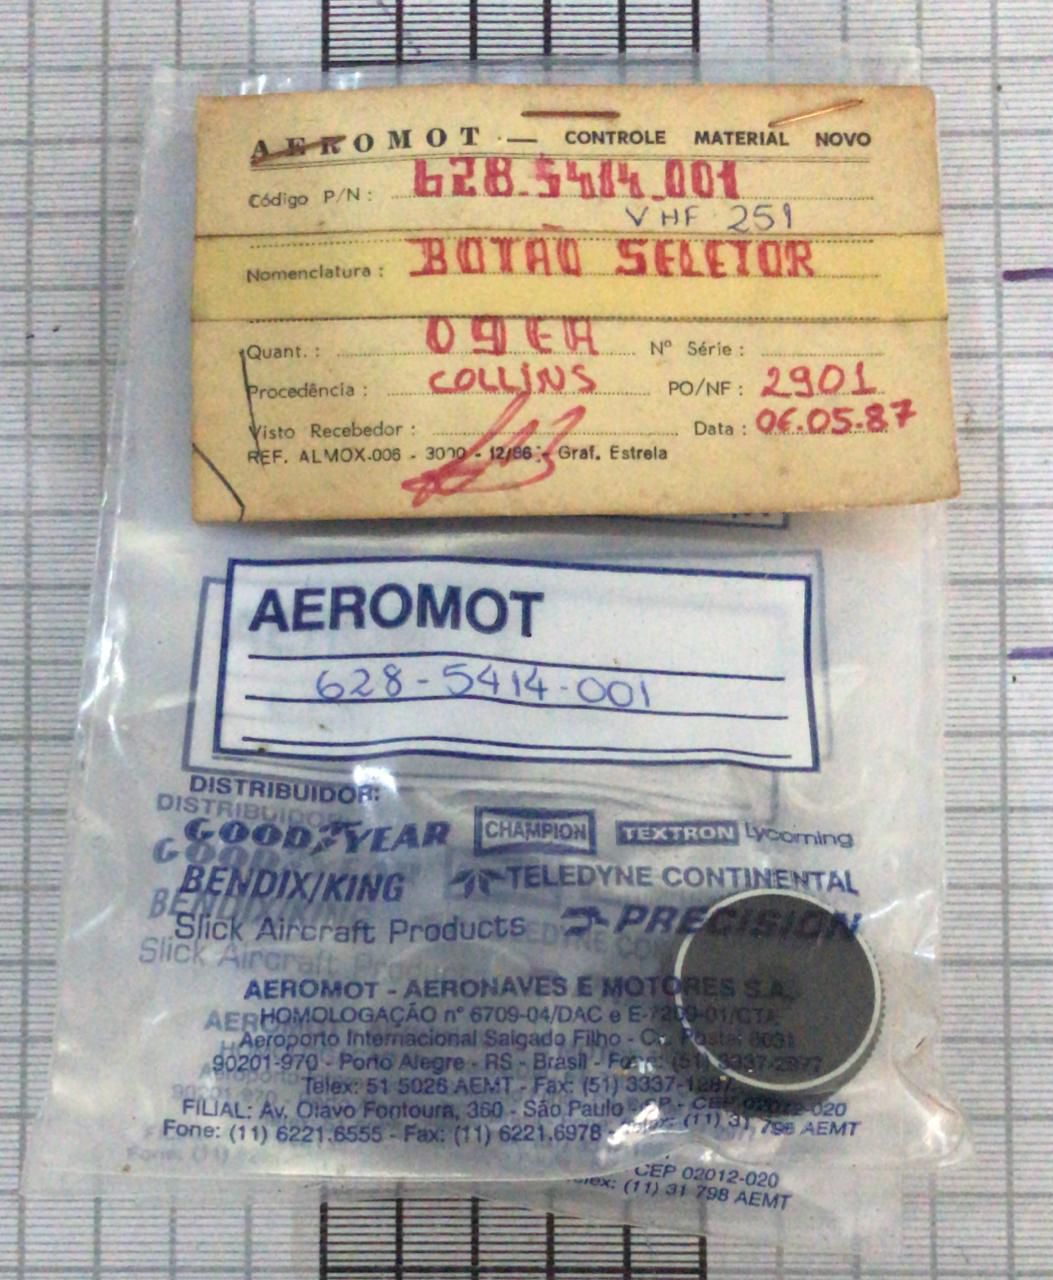 AEROMOT — CONTROLE MATERIAL NOVO
Código P/N : 628-5414-001
VHF 251
Nomenclatura : BOTÃO SELETOR
Quant. : 09 EA Nº Série :
Procedência : COLLINS PO/NF : 2901
Visto Recebedor : Data : 06.05.87
REF. ALMOX-006 - 3000 - 12/86 - Graf. Estrela
AEROMOT
628-5414-001
DISTRIBUIDOR:
GOODYEAR CHAMPION TEXTRON Lycoming
BENDIX/KING TELEDYNE CONTINENTAL
Slick Aircraft Products PRECISION
AEROMOT - AERONAVES E MOTORES S.A.
HOMOLOGAÇÃO nº 6709-04/DAC e E-7209-01/CTA
Aeroporto Internacional Salgado Filho - Cx. Postal 8031
90201-970 - Porto Alegre - RS - Brasil - Fone: (51) 3337-2977
Telex: 51 5026 AEMT - Fax: (51) 3337-1287
FILIAL: Av. Olavo Fontoura, 360 - São Paulo - SP - CEP 02012-020
Fone: (11) 6221.6555 - Fax: (11) 6221.6978 - Telex: (11) 31 798 AEMT
CEP 02012-020
Telex: (11) 31 798 AEMT